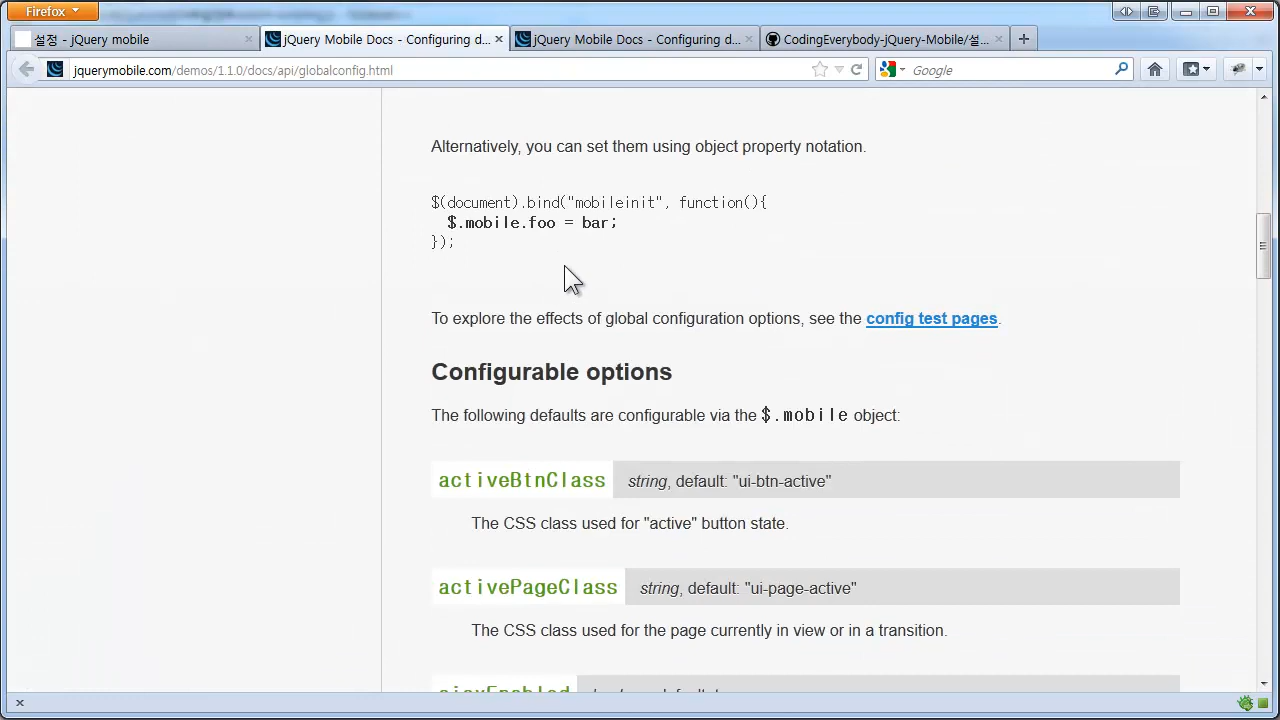 Firefox
설정 - jQuery mobile
jQuery Mobile Docs - Configuring d...
jQuery Mobile Docs - Configuring d...
CodingEverybody-jQuery-Mobile/설...
jquerymobile.com/demos/1.1.0/docs/api/globalconfig.html
Google
Alternatively, you can set them using object property notation.
$(document).bind("mobileinit", function(){
$.mobile.foo = bar;
});
To explore the effects of global configuration options, see the config test pages.
Configurable options
The following defaults are configurable via the $.mobile object:
activeBtnClass string, default: "ui-btn-active"
The CSS class used for "active" button state.
activePageClass string, default: "ui-page-active"
The CSS class used for the page currently in view or in a transition.
ajaxEnabled